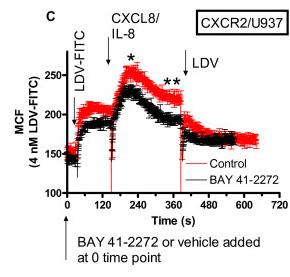 C
CXCL8/
IL-8
CXCR2/U937
LDV-FITC
LDV
*
**
MCF
(4 nM LDV-FITC)
250
200
150
100
Control
BAY 41-2272
0 120 240 360 480 600 720
Time (s)
BAY 41-2272 or vehicle added
at 0 time point